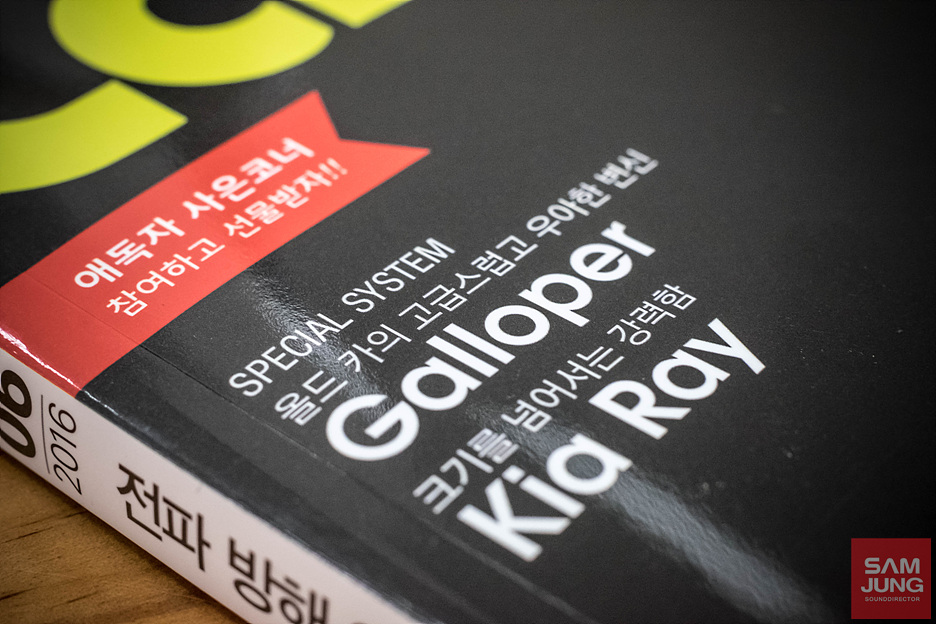 애독자 사은코너
참여하고 선물받자!!
SPECIAL SYSTEM
올드 카의 고급스럽고 우아한 변신
Galloper
크기를 넘어서는 강력함
Kia Ray
06
2016
전파 방해
SAM
JUNG
SOUNDDIRECTOR